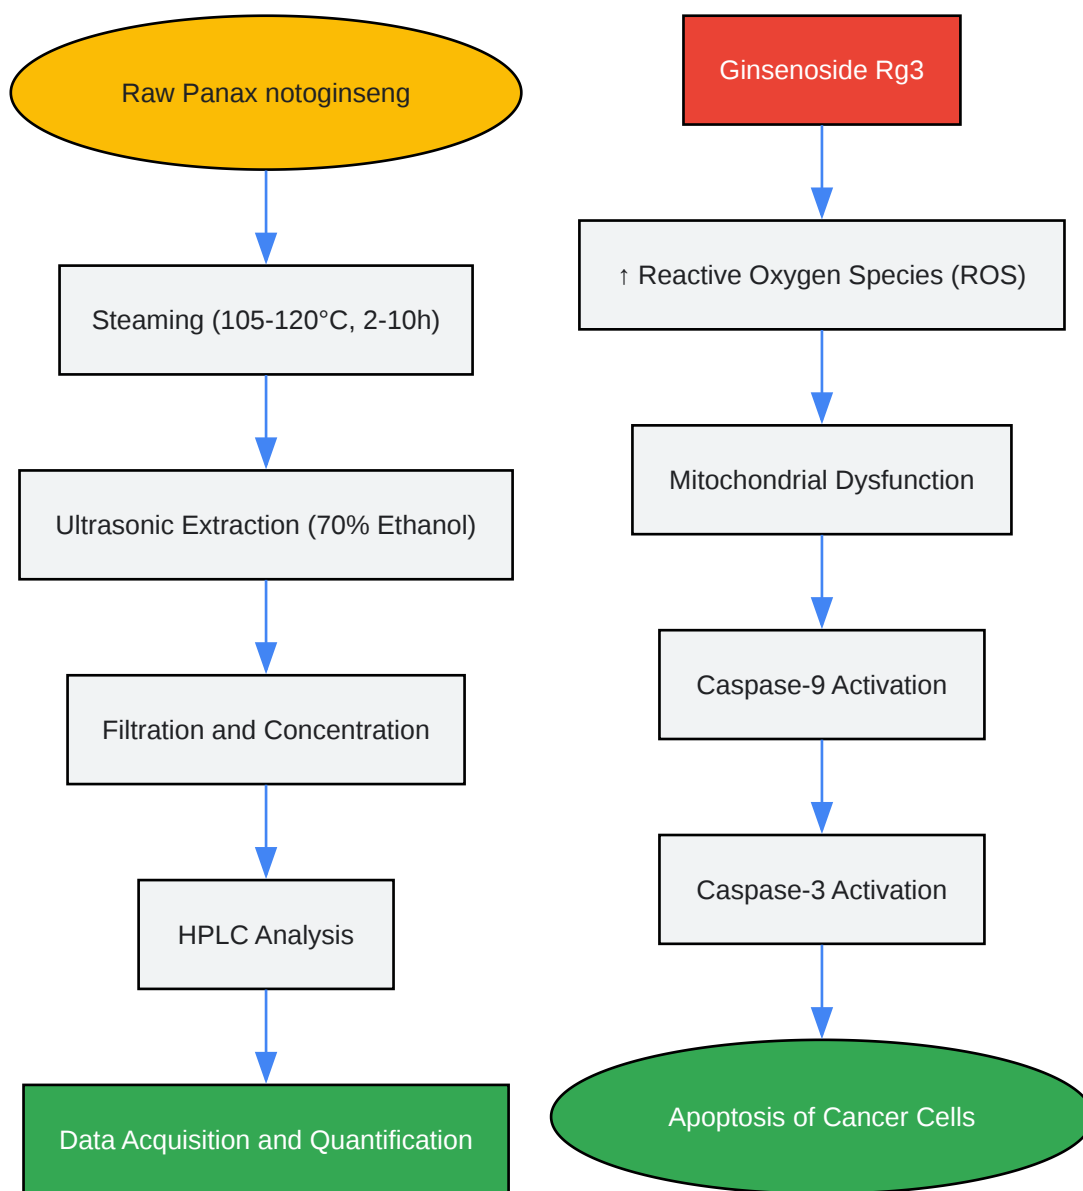 Raw Panax notoginseng
Steaming (105-120°C, 2-10h)
Ultrasonic Extraction (70% Ethanol)
Filtration and Concentration
HPLC Analysis
Data Acquisition and Quantification
Ginsenoside Rg3
↑ Reactive Oxygen Species (ROS)
Mitochondrial Dysfunction
Caspase-9 Activation
Caspase-3 Activation
Apoptosis of Cancer Cells